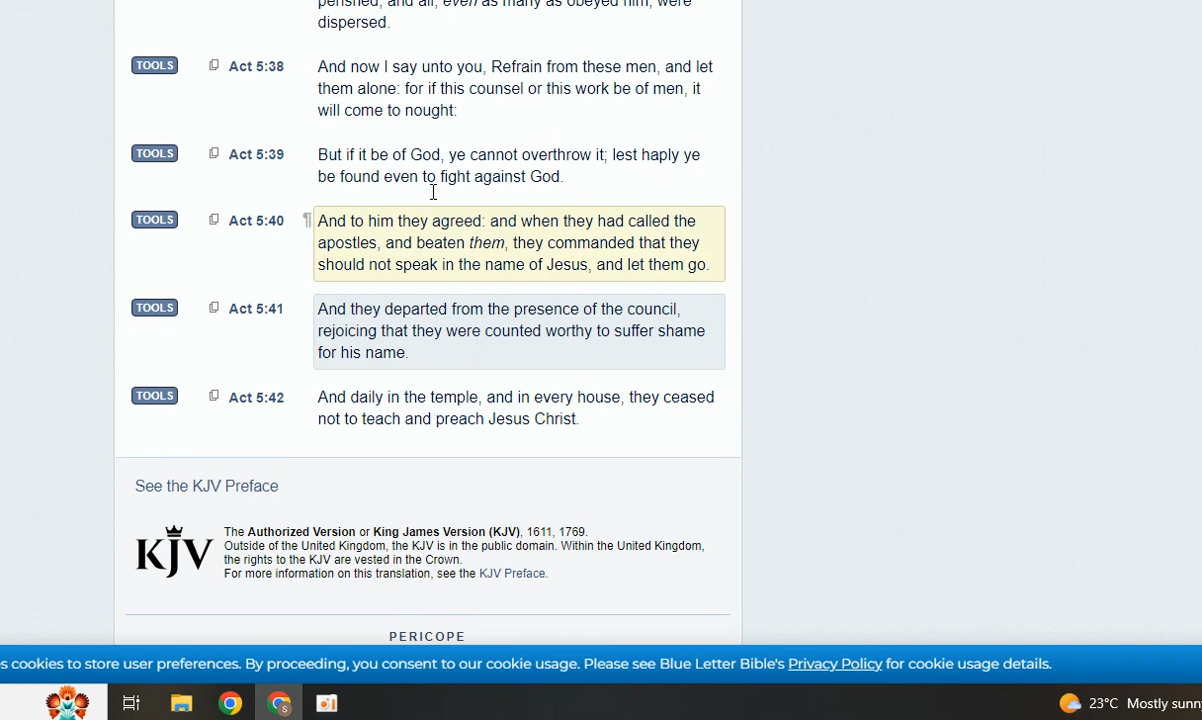 perished; and all, even as many as obeyed him, were
dispersed.
TOOLS Act 5:38 And now I say unto you, Refrain from these men, and let
them alone: for if this counsel or this work be of men, it
will come to nought:
TOOLS Act 5:39 But if it be of God, ye cannot overthrow it; lest haply ye
be found even to fight against God.
TOOLS Act 5:40 ¶ And to him they agreed: and when they had called the
apostles, and beaten them, they commanded that they
should not speak in the name of Jesus, and let them go.
TOOLS Act 5:41 And they departed from the presence of the council,
rejoicing that they were counted worthy to suffer shame
for his name.
TOOLS Act 5:42 And daily in the temple, and in every house, they ceased
not to teach and preach Jesus Christ.
See the KJV Preface
KJV
The Authorized Version or King James Version (KJV), 1611, 1769.
Outside of the United Kingdom, the KJV is in the public domain. Within the United Kingdom,
the rights to the KJV are vested in the Crown.
For more information on this translation, see the KJV Preface.
PERICOPE
s cookies to store user preferences. By proceeding, you consent to our cookie usage. Please see Blue Letter Bible's Privacy Policy for cookie usage details.
S
23°C Mostly sunn